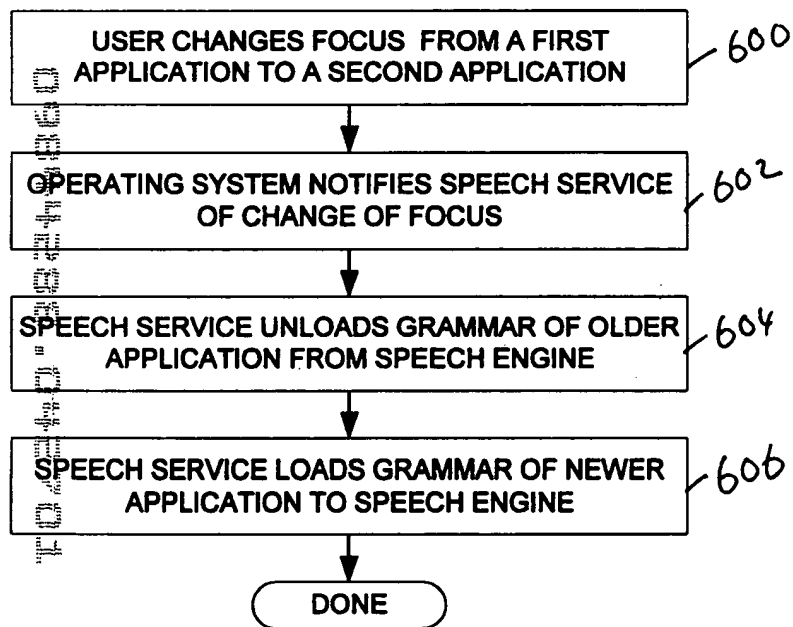 USER CHANGES FOCUS FROM A FIRST
APPLICATION TO A SECOND APPLICATION
600
OPERATING SYSTEM NOTIFIES SPEECH SERVICE
OF CHANGE OF FOCUS
602
SPEECH SERVICE UNLOADS GRAMMAR OF OLDER
APPLICATION FROM SPEECH ENGINE
604
SPEECH SERVICE LOADS GRAMMAR OF NEWER
APPLICATION TO SPEECH ENGINE
606
DONE